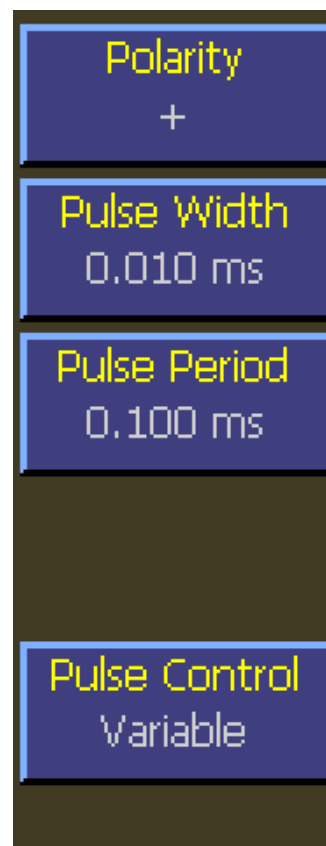 Polarity
+
Pulse Width
0.010 ms
Pulse Period
0.100 ms
Pulse Control
Variable